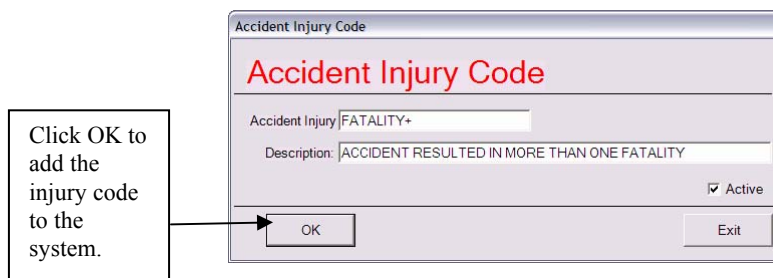 Accident Injury Code
Accident Injury Code
Accident Injury FATALITY+
Description: ACCIDENT RESULTED IN MORE THAN ONE FATALITY
Active
OK Exit
Click OK to
add the
injury code
to the
system.